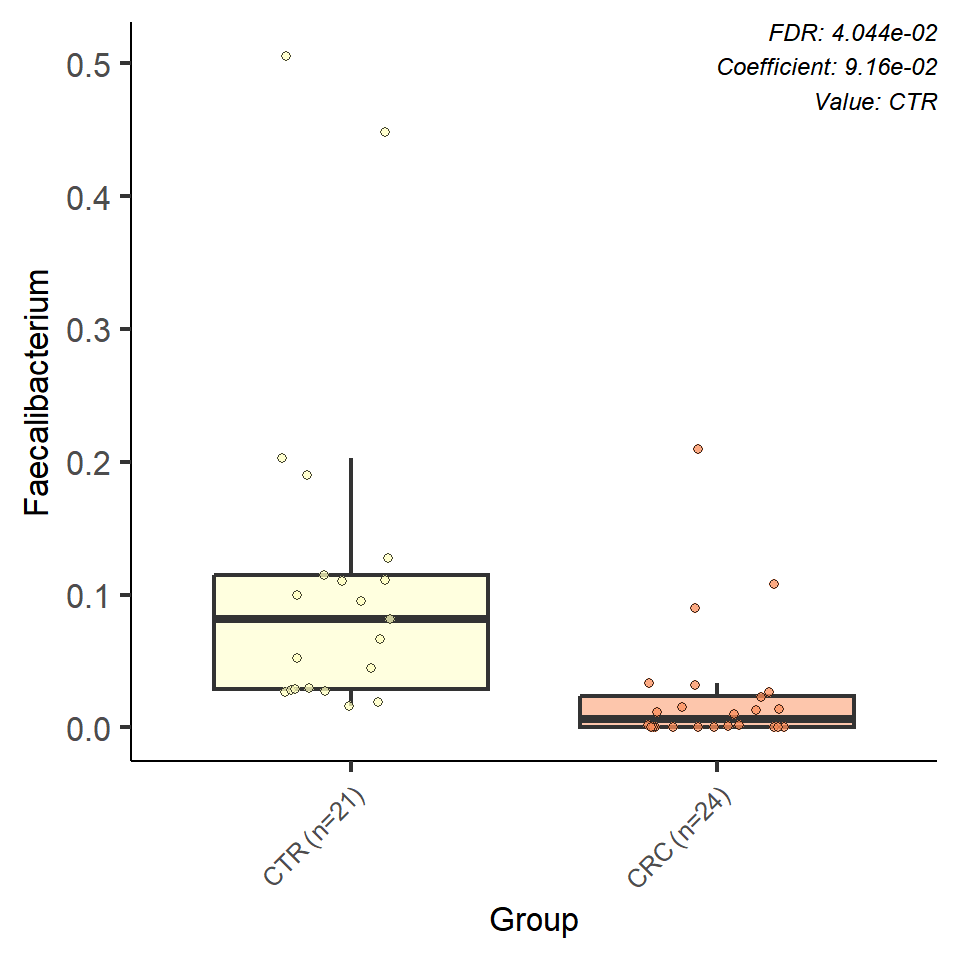 FDR: 4.044e-02
Coefficient: 9.16e-02
Value: CTR
0.5
0.4
0.3
0.2
0.1
0.0
Faecalibacterium
CTR (n=21)
CRC (n=24)
Group